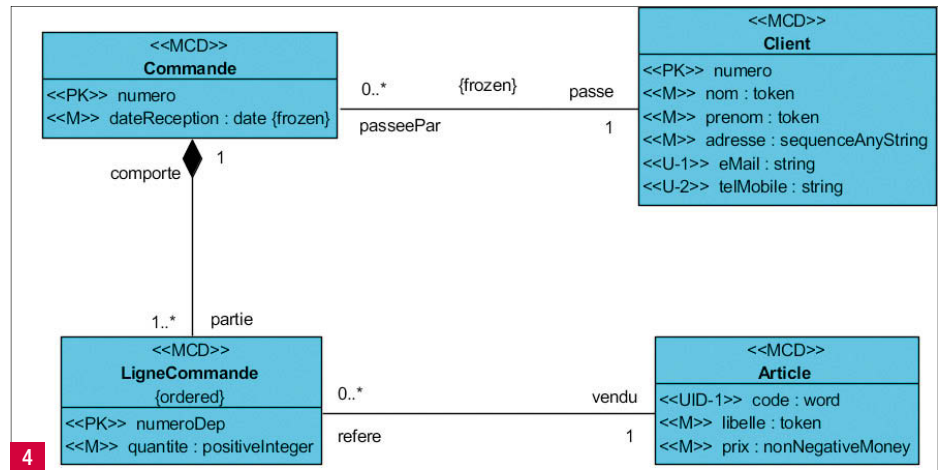 <<MCD>>
Commande
<<PK>> numero
<<M>> dateReception : date {frozen}
0..*
{frozen}
passe
passeePar
1
<<MCD>>
Client
<<PK>> numero
<<M>> nom : token
<<M>> prenom : token
<<M>> adresse : sequenceAnyString
<<U-1>> eMail : string
<<U-2>> telMobile : string
1
comporte
1..*
partie
<<MCD>>
LigneCommande
{ordered}
<<PK>> numeroDep
<<M>> quantite : positiveInteger
0..*
vendu
refere
1
<<MCD>>
Article
<<UID-1>> code : word
<<M>> libelle : token
<<M>> prix : nonNegativeMoney
4